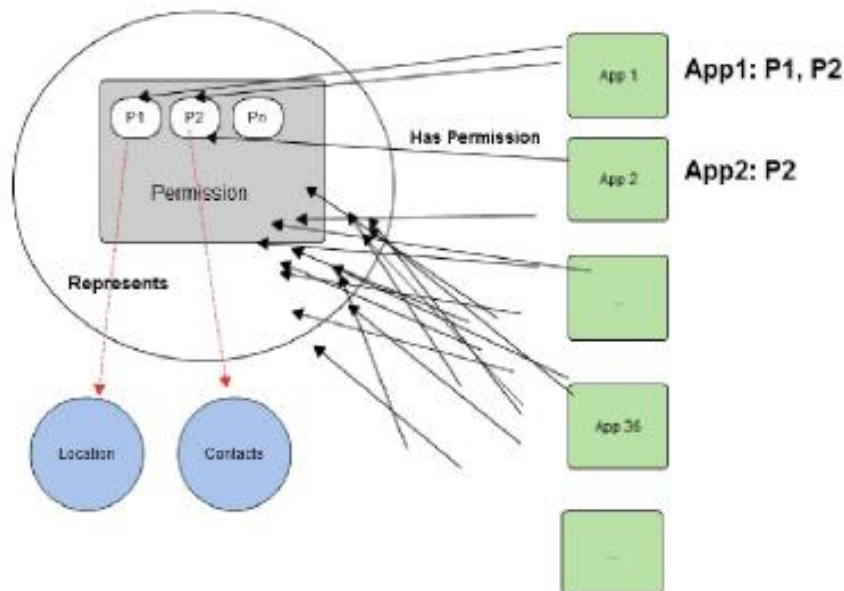 App 1
App1: P1, P2
P1
P2
Pn
Has Permission
App 2
App2: P2
Permission
...
Represents
App 36
Location
Contacts
...